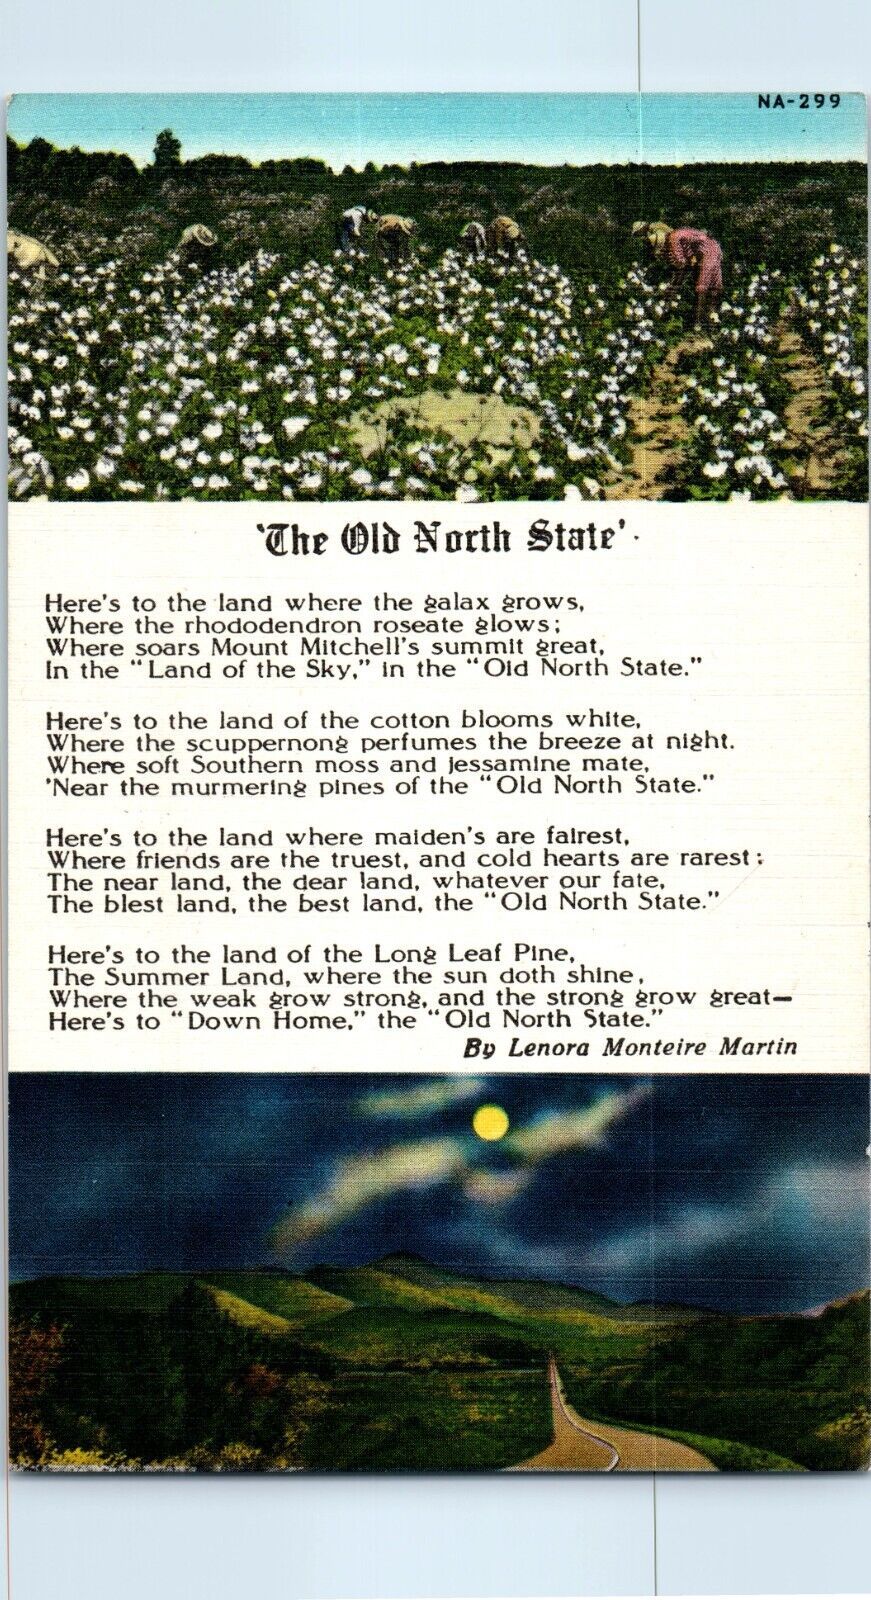 NA-299
'The Old North State'.
Here's to the land where the galax grows,
Where the rhododendron roseate glows;
Where soars Mount Mitchell's summit great,
In the "Land of the Sky," in the "Old North State."
Here's to the land of the cotton blooms white,
Where the scuppernong perfumes the breeze at night.
Where soft Southern moss and jessamine mate,
'Near the murmering pines of the "Old North State."
Here's to the land where maiden's are fairest,
Where friends are the truest, and cold hearts are rarest;
The near land, the dear land, whatever our fate,
The blest land, the best land, the "Old North State."
Here's to the land of the Long Leaf Pine,
The Summer Land, where the sun doth shine,
Where the weak grow strong, and the strong grow great—
Here's to "Down Home," the "Old North State."
By Lenora Monteire Martin